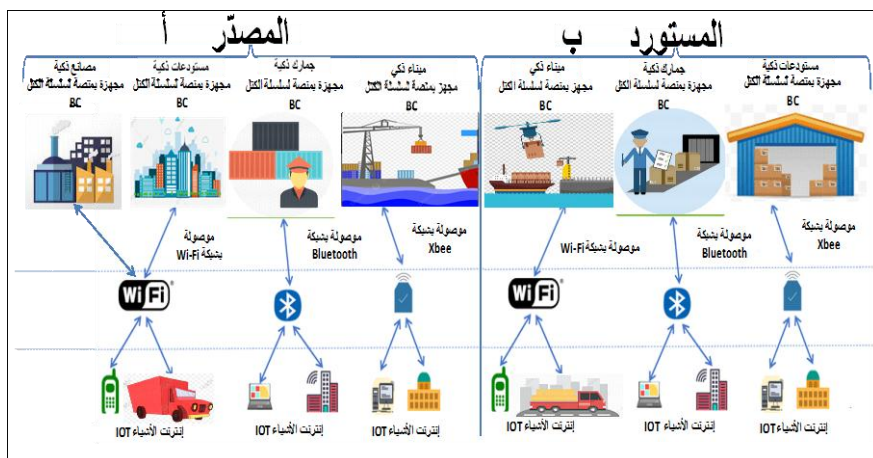 المصدّر أ
المستورد ب
مصانع ذكية
مجهزة بمنصة لسلسلة الكتل
BC
مستودعات ذكية
مجهزة بمنصة لسلسلة الكتل
BC
جمارك ذكية
مجهزة بمنصة لسلسلة الكتل
BC
ميناء ذكي
مجهز بمنصة لسلسلة الكتل
BC
ميناء ذكي
مجهزة بمنصة لسلسلة الكتل
BC
جمارك ذكية
مجهزة بمنصة لسلسلة الكتل
BC
مستودعات ذكية
مجهزة بمنصة لسلسلة الكتل
BC
موصولة
بشبكة Wi-Fi
موصولة بشبكة
Bluetooth
موصولة بشبكة
Xbee
موصولة بشبكة Wi-Fi
موصولة بشبكة
Bluetooth
موصولة بشبكة
Xbee
WiFi
WiFi
إنترنت الأشياء IOT
إنترنت الأشياء IOT
إنترنت الأشياء IOT
إنترنت الأشياء IOT
إنترنت الأشياء IOT
إنترنت الأشياء IOT